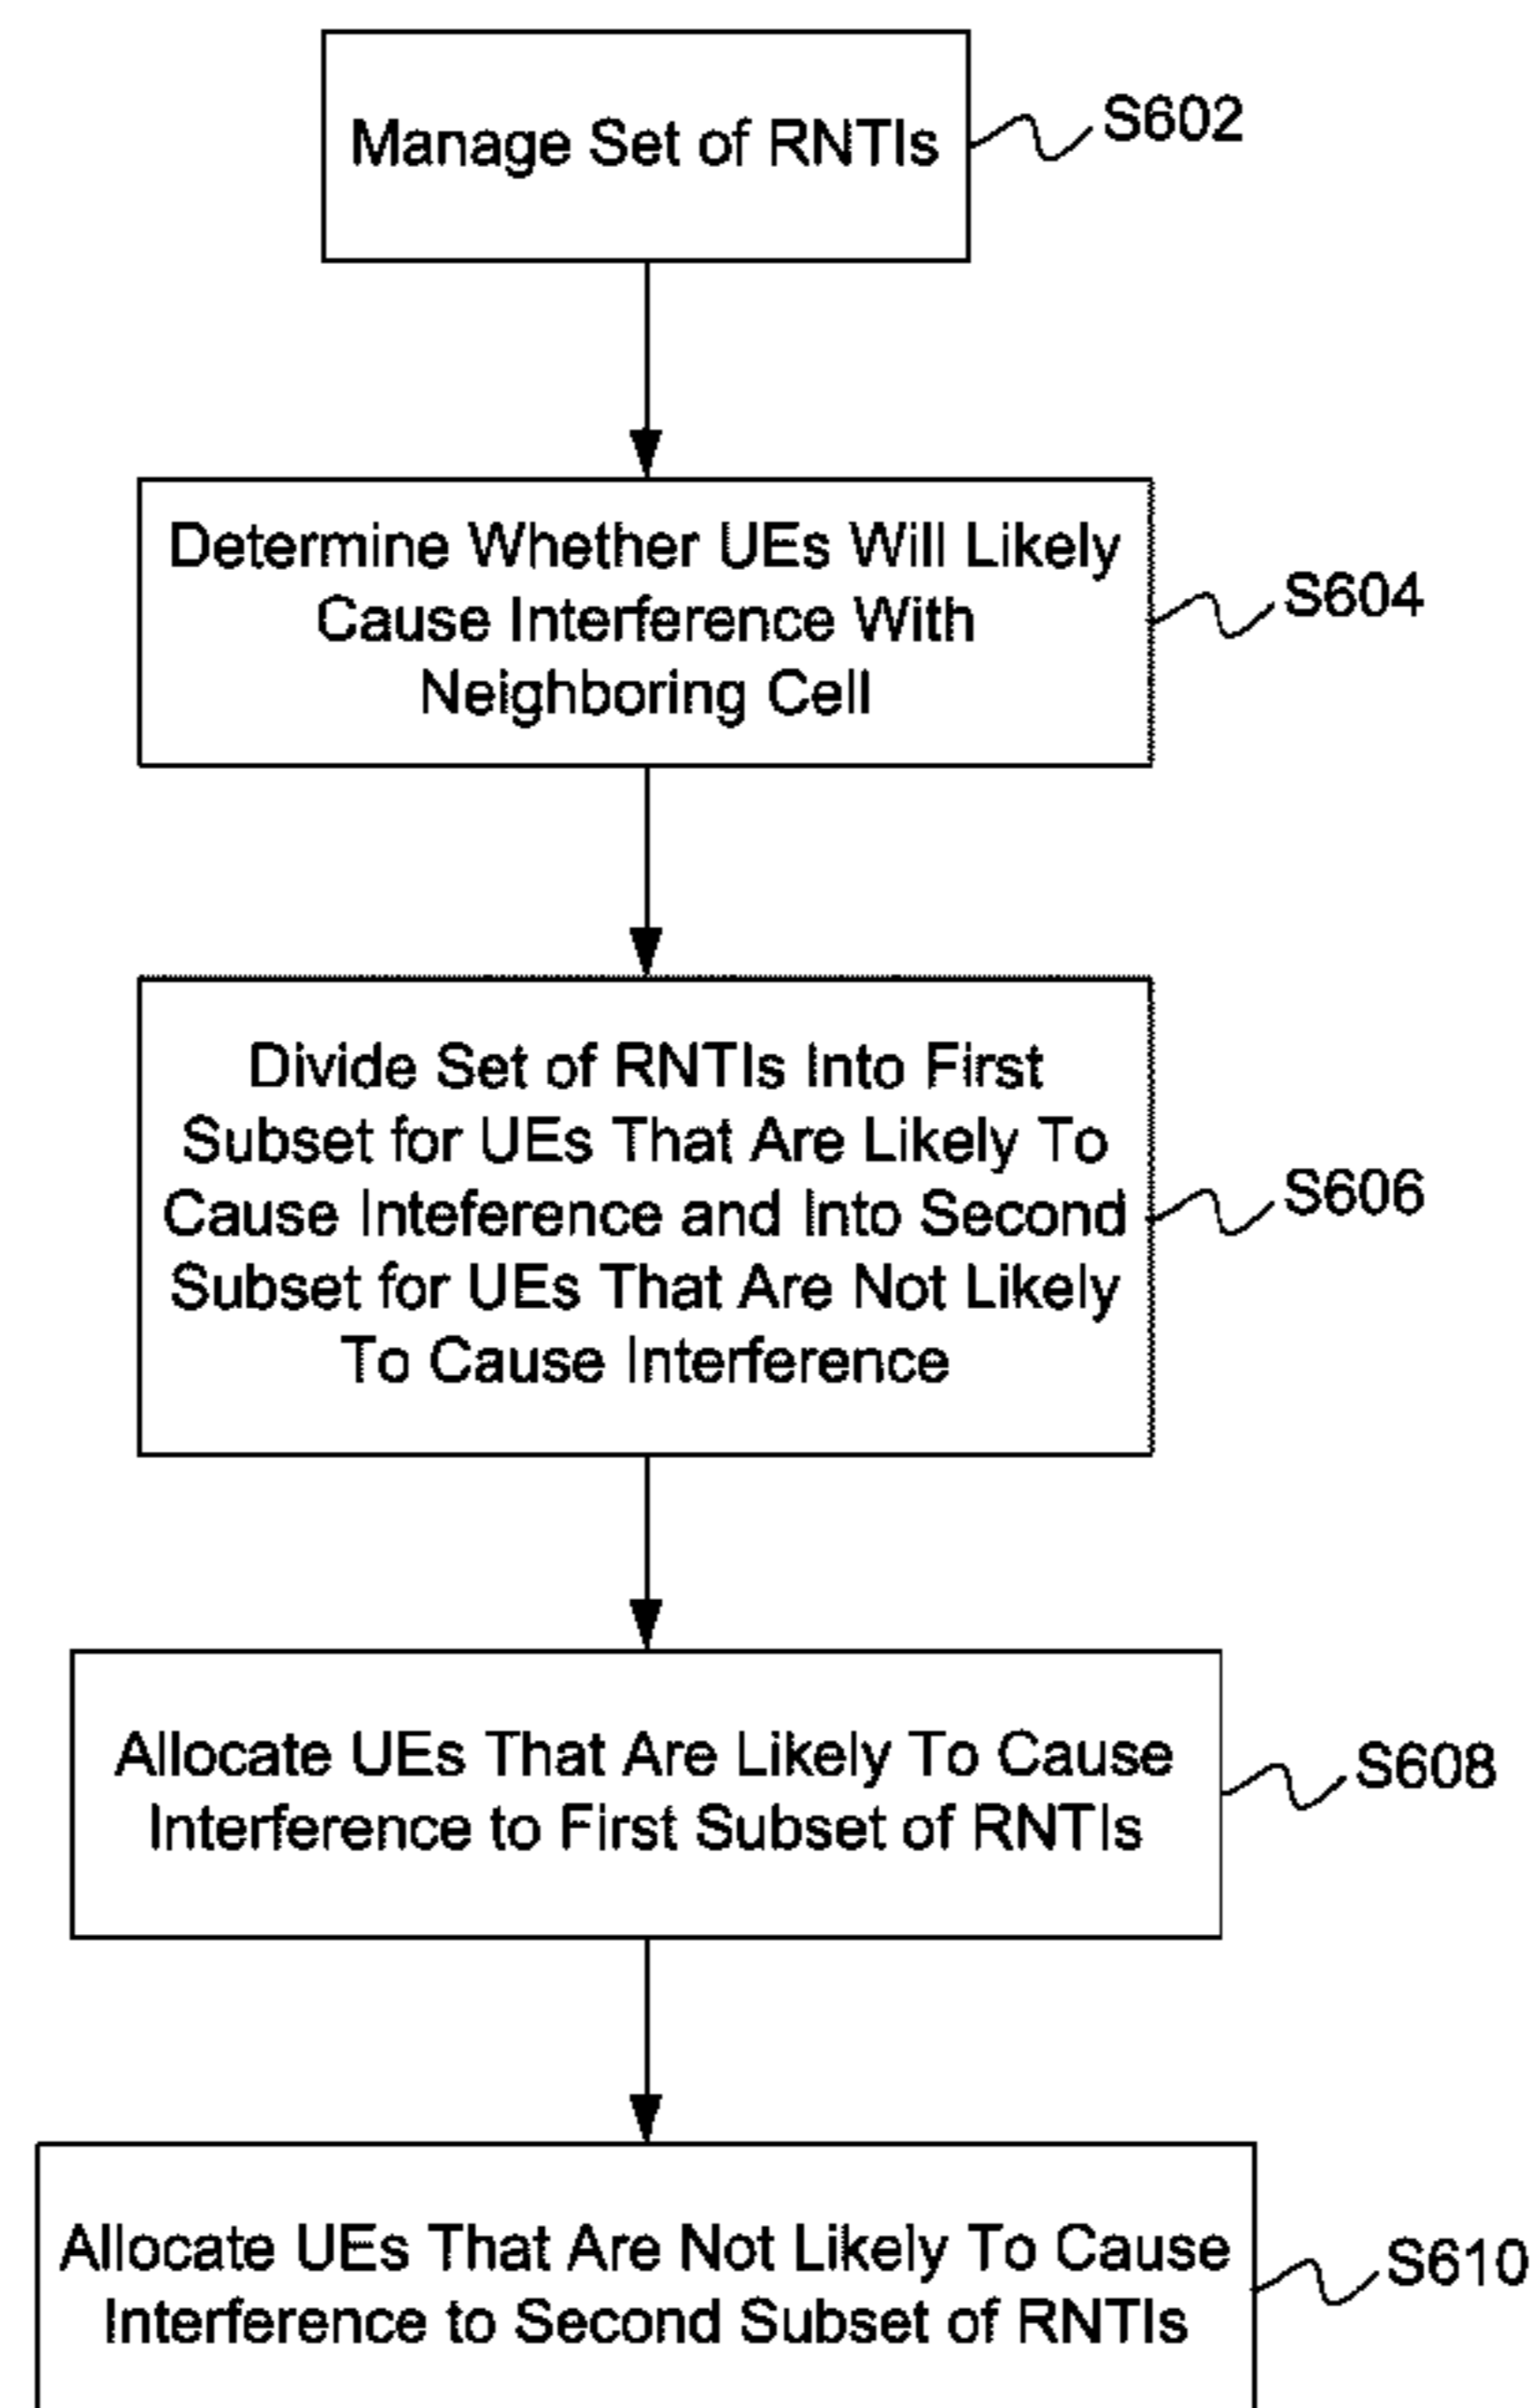 Manage Set of RNTIs
S602
Determine Whether UEs Will Likely
Cause Interference With
Neighboring Cell
S604
Divide Set of RNTIs Into First
Subset for UEs That Are Likely To
Cause Inteference and Into Second
Subset for UEs That Are Not Likely
To Cause Interference
S606
Allocate UEs That Are Likely To Cause
Interference to First Subset of RNTIs
S608
Allocate UEs That Are Not Likely To Cause
Interference to Second Subset of RNTIs
S610